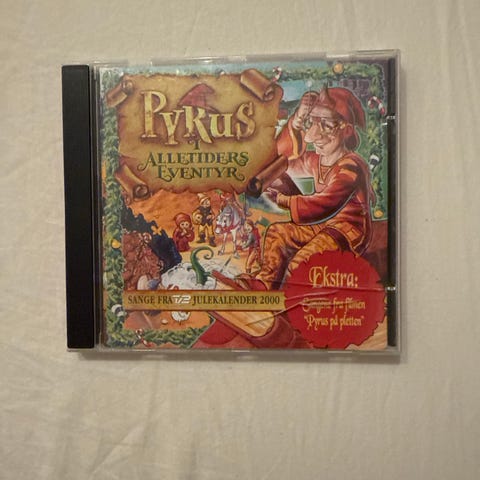 Pyrus
I
ALLETIDERS
EVENTYR
SANGE FRA TV2 JULEKALENDER 2000
Ekstra:
Sangene fra filmen
"Pyrus på pletten"